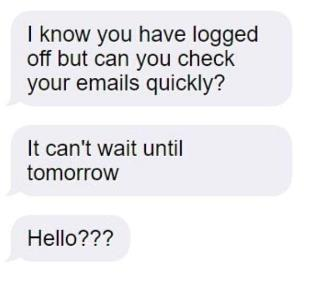 I know you have logged
off but can you check
your emails quickly?
It can't wait until
tomorrow
Hello???